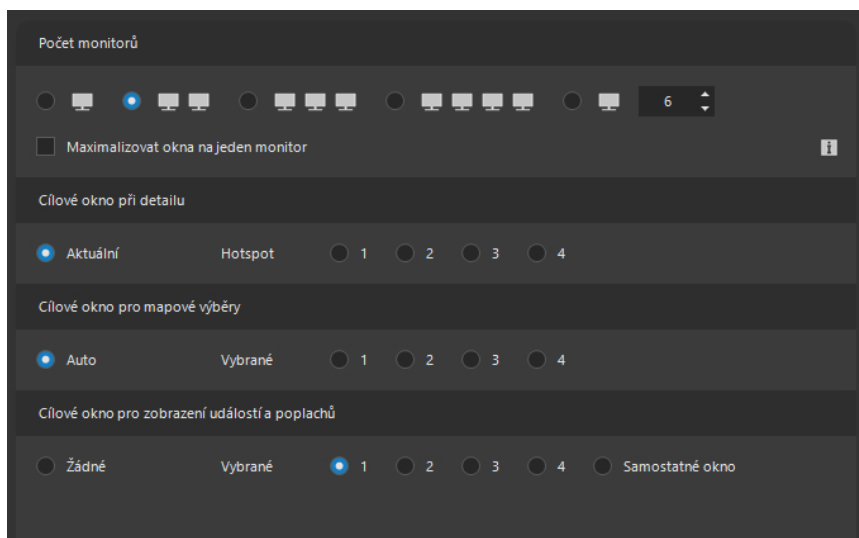 Počet monitorů
6
Maximalizovat okna na jeden monitor
Cílové okno při detailu
Aktuální Hotspot 1 2 3 4
Cílové okno pro mapové výběry
Auto Vybrané 1 2 3 4
Cílové okno pro zobrazení událostí a poplachů
Žádné Vybrané 1 2 3 4 Samostatné okno